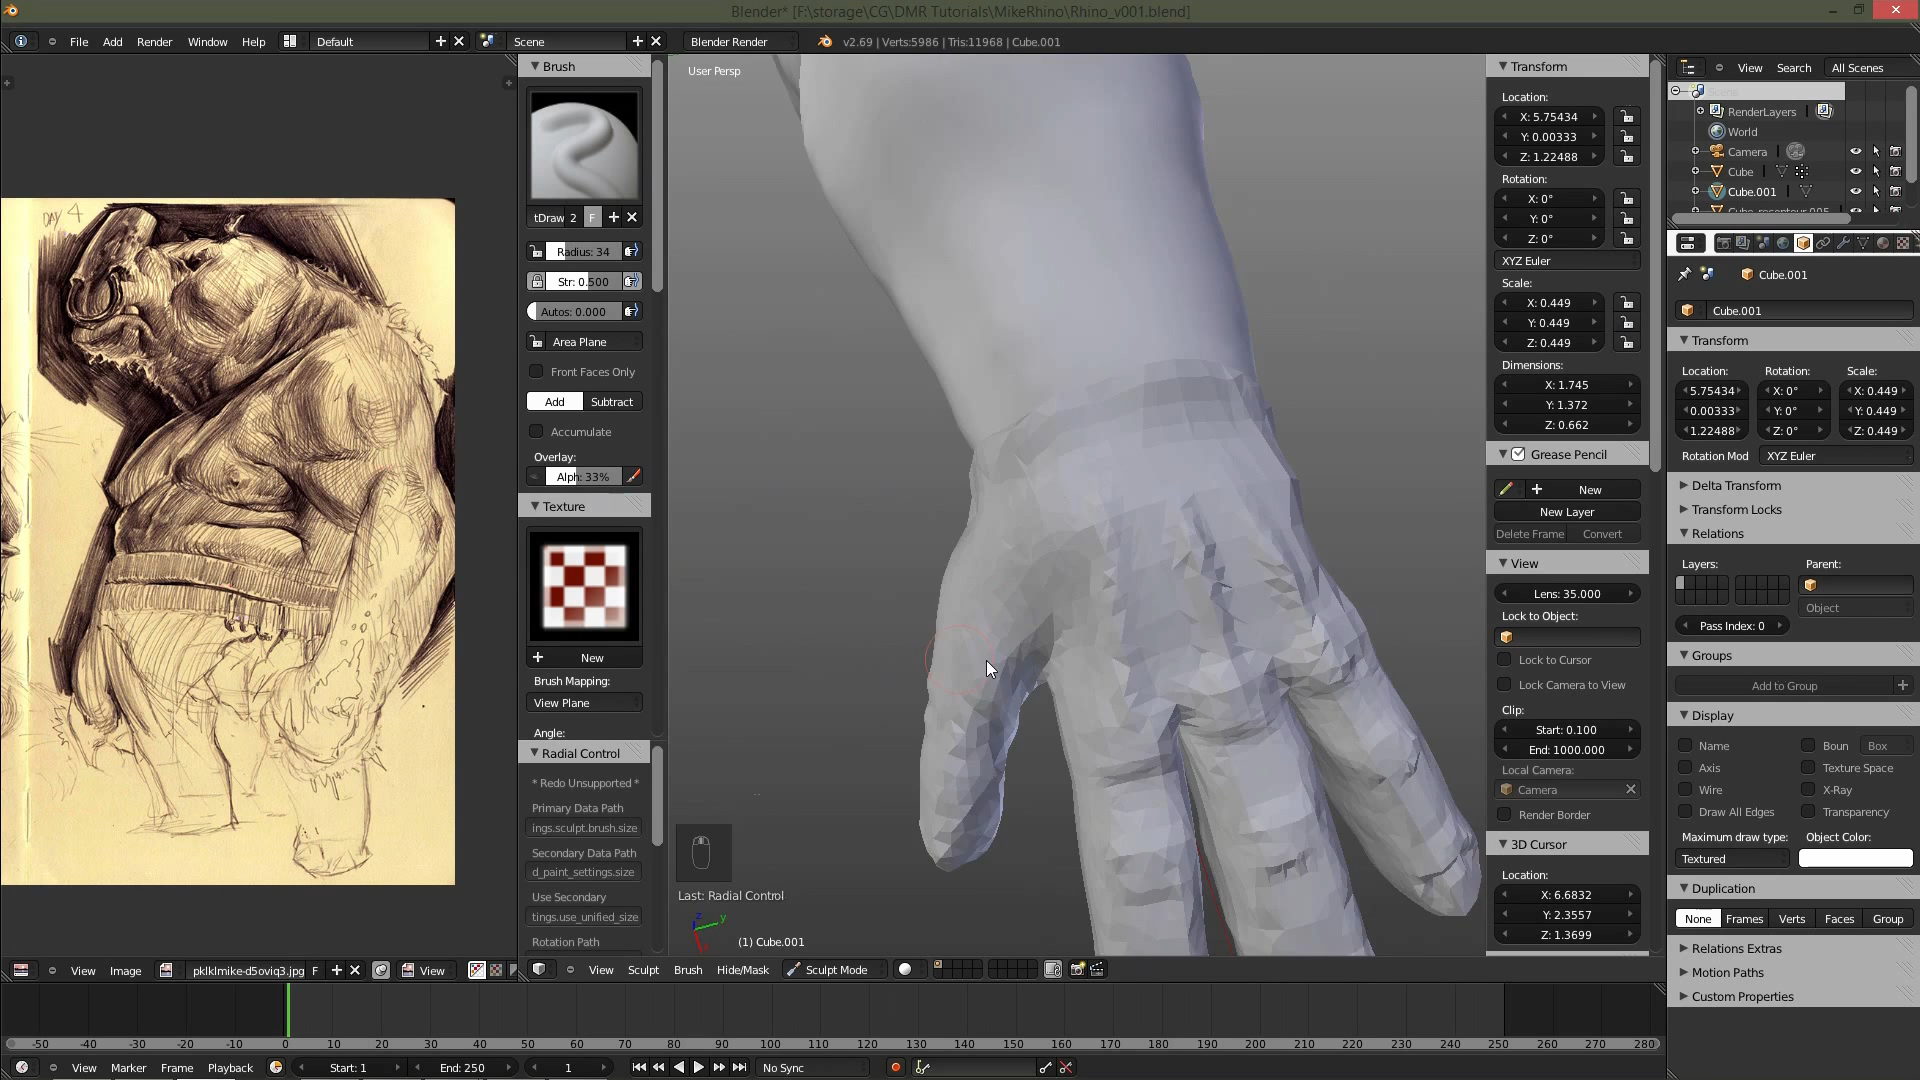 Blender* [F:\storage\CG\DMR Tutorials\MikeRhino\Rhino_v001.blend]
File Add Render Window Help Default Scene Blender Render v2.69 | Verts:5986 | Tris:11968 | Cube.001
DAY 4
Brush
tDraw 2 F
Radius: 34
Str: 0.500
Autos: 0.000
Area Plane
Front Faces Only
Add Subtract
Accumulate
Overlay:
Alph: 33%
Texture
New
Brush Mapping:
View Plane
Angle:
Radial Control
* Redo Unsupported *
Primary Data Path
ings.sculpt.brush.size
Secondary Data Path
d_paint_settings.size
Use Secondary
tings.use_unified_size
Rotation Path
User Persp
Last: Radial Control
z y
(1) Cube.001
Transform
Location:
X: 5.75434
Y: 0.00333
Z: 1.22488
Rotation:
X: 0°
Y: 0°
Z: 0°
XYZ Euler
Scale:
X: 0.449
Y: 0.449
Z: 0.449
Dimensions:
X: 1.745
Y: 1.372
Z: 0.662
Grease Pencil
New
New Layer
Delete Frame Convert
View
Lens: 35.000
Lock to Object:
Lock to Cursor
Lock Camera to View
Clip:
Start: 0.100
End: 1000.000
Local Camera:
Camera
Render Border
3D Cursor
Location:
X: 6.6832
Y: 2.3557
Z: 1.3699
View Search All Scenes
Scene
RenderLayers
World
Camera
Cube
Cube.001
Cube.001
Cube.001
Transform
Location: Rotation: Scale:
5.75434 X: 0° X: 0.449
0.00333 Y: 0° Y: 0.449
1.22488 Z: 0° Z: 0.449
Rotation Mod XYZ Euler
Delta Transform
Transform Locks
Relations
Layers: Parent:
Object
Pass Index: 0
Groups
Add to Group
Display
Name Boun Box
Axis Texture Space
Wire X-Ray
Draw All Edges Transparency
Maximum draw type: Object Color:
Textured
Duplication
None Frames Verts Faces Group
Relations Extras
Motion Paths
Custom Properties
View Image pklklmike-d5oviq3.jpg F View
View Sculpt Brush Hide/Mask Sculpt Mode
-50 -40 -30 -20 -10 0 10 20 30 40 50 60 70 80 90 100 110 120 130 140 150 160 170 180 190 200 210 220 230 240 250 260 270 280
View Marker Frame Playback Start: 1 End: 250 1 No Sync